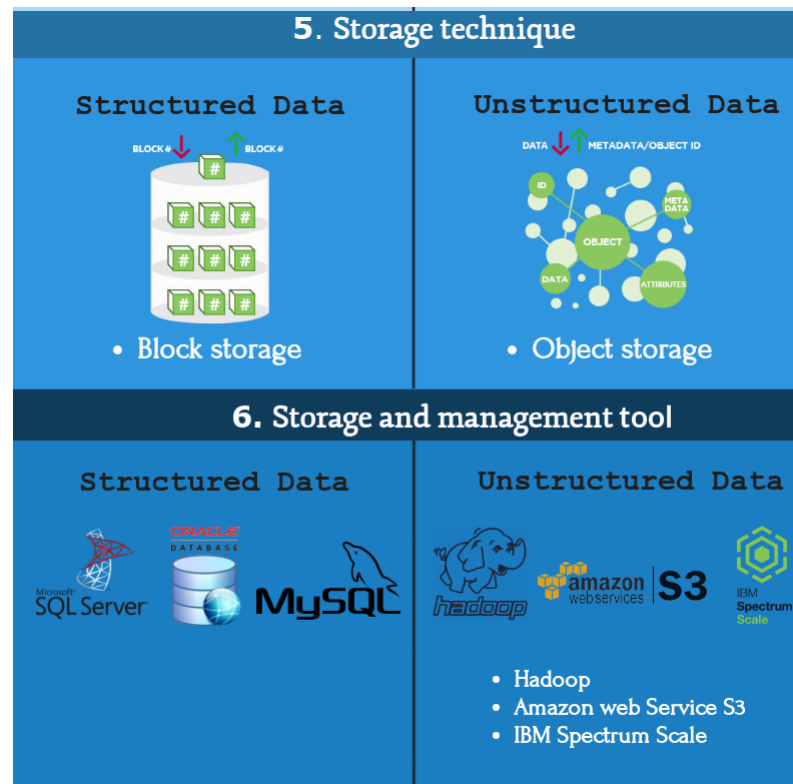 5. Storage technique
Structured Data
BLOCK # BLOCK #
#
# # #
# # #
# # #
• Block storage
Unstructured Data
DATA METADATA/OBJECT ID
ID
META
DATA
OBJECT
DATA
ATTRIBUTES
• Object storage
6. Storage and management tool
Structured Data
Microsoft®
SQL Server®
ORACLE
DATABASE
MySQL
Unstructured Data
hadoop
amazon
webservices
S3
IBM
Spectrum
Scale
• Hadoop
• Amazon web Service S3
• IBM Spectrum Scale